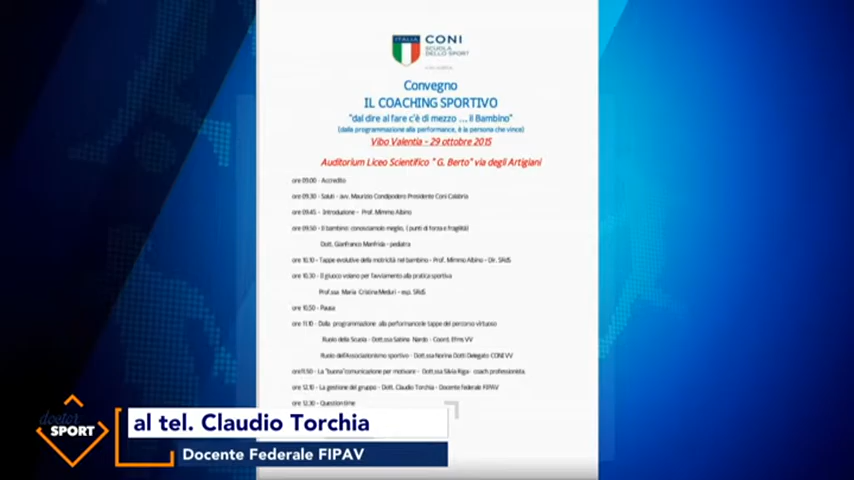 ITALIA
CONI
SCUOLA
DELLO SPORT
Convegno
IL COACHING SPORTIVO
"dal dire al fare c'è di mezzo ... il Bambino"
(dalla programmazione alla performance, è la persona che vince)
Vibo Valentia - 29 ottobre 2015
Auditorium Liceo Scientifico " G. Berto" via degli Artigiani
ore 09.00 - Accredito
ore 09.30 - Saluti - avv. Maurizio Condipodero Presidente Coni Calabria
ore 09.45 - Introduzione - Prof. Mimmo Albino
ore 09.50 - Il bambino: conosciamolo meglio, ( punti di forza e fragilità)
Dott. Gianfranco Manfrida - pediatra
ore 10.10 - Tappe evolutive della motricità nel bambino - Prof. Mimmo Albino - Dir. SRdS
ore 10.30 - Il giuoco volano per l'avviamento alla pratica sportiva
Prof.ssa Maria Cristina Meduri - esp. SRdS
ore 10.50 - Pausa
ore 11.10 - Dalla programmazione alla performance le tappe del percorso virtuoso
Ruolo della Scuola - Dott.ssa Sabina Nardo - Coord. Efms VV
Ruolo dell'Associazionismo sportivo - Dott.ssa Norina Dotti Delegato CONI VV
ore11.50 - La "buona"comunicazione per motivare - Dott.ssa Silvia Riga- coach professionista.
ore 12.10 - La gestione del gruppo - Dott. Claudio Torchia - Docente Federale FIPAV
ore 12.30 - Question time
doctor
SPORT
al tel. Claudio Torchia
Docente Federale FIPAV